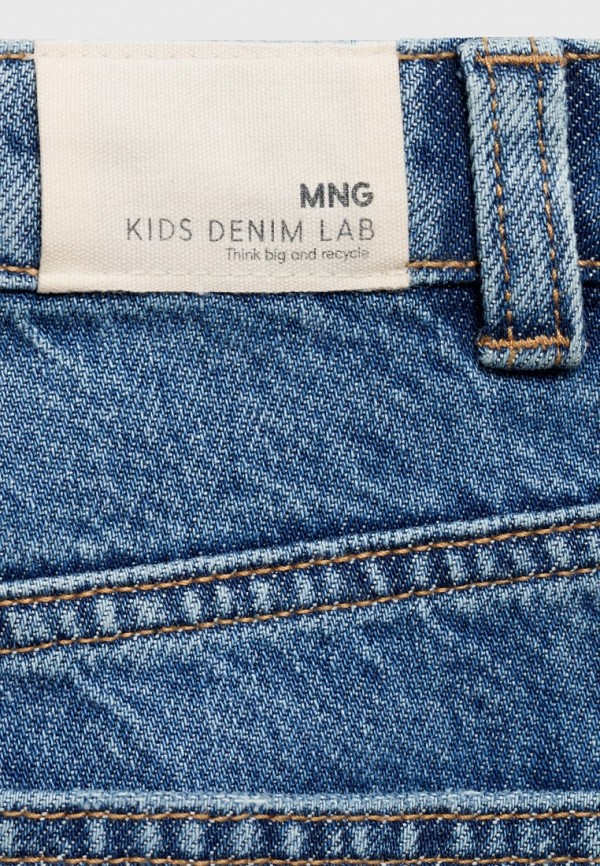 MNG
KIDS DENIM LAB
Think big and recycle